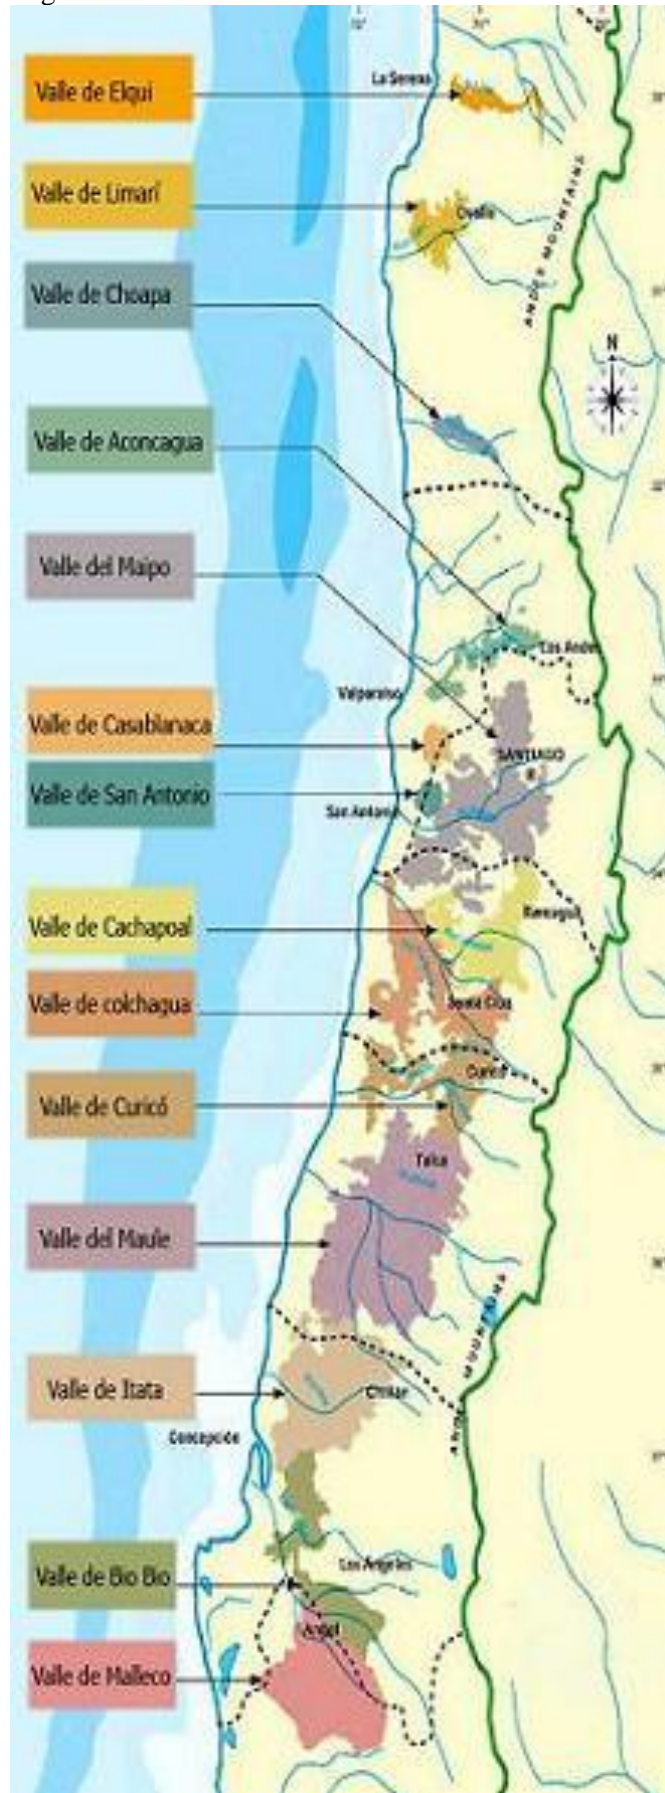 La Serena
Valle de Elqui
Valle de Limarí
Ovalle
ANDES MOUNTAINS
Valle de Choapa
N
Valle de Aconcagua
Valle del Maipo
Los Andes
Valparaíso
Valle de Casablanaca
SANTIAGO
Valle de San Antonio
San Antonio
Valle de Cachapoal
Rancagua
Valle de colchagua
Santa Cruz
Curicó
Valle de Curicó
Talca
Valle del Maule
ANDES MOUNTAINS
Valle de Itata
Chillán
Concepción
Los Angeles
Valle de Bio Bio
Angol
Valle de Malleco